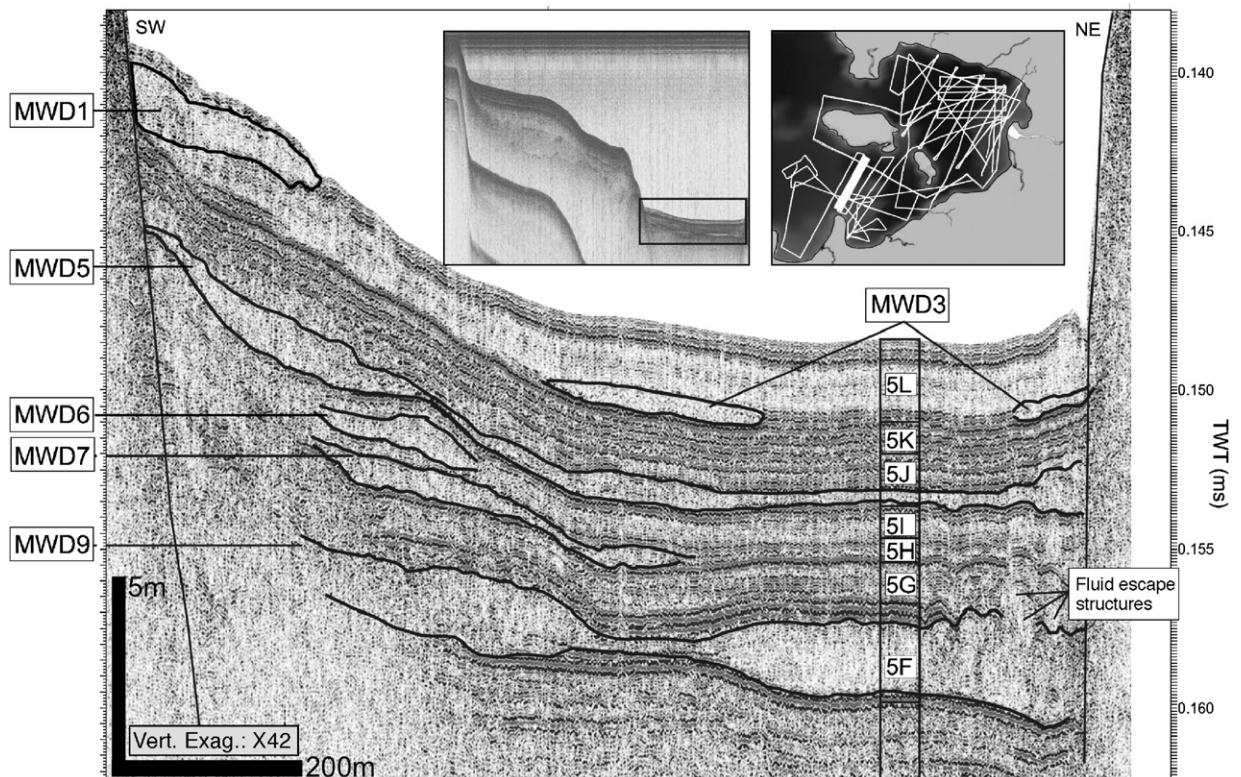 SW
NE
0.140
MWD1
0.145
MWD5
MWD3
5L
0.150
MWD6
5K
MWD7
5J
TWT (ms)
5I
MWD9
5H
0.155
5G
5m
Fluid escape
structures
5F
0.160
Vert. Exag.: X42
200m